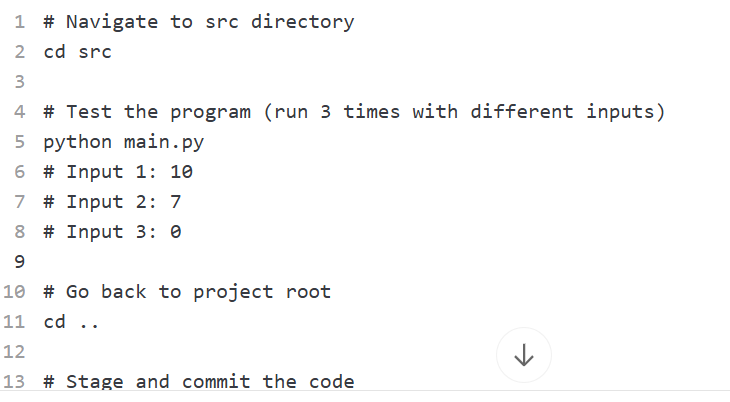 1 # Navigate to src directory
2 cd src
3
4 # Test the program (run 3 times with different inputs)
5 python main.py
6 # Input 1: 10
7 # Input 2: 7
8 # Input 3: 0
9
10 # Go back to project root
11 cd ..
12
13 # Stage and commit the code